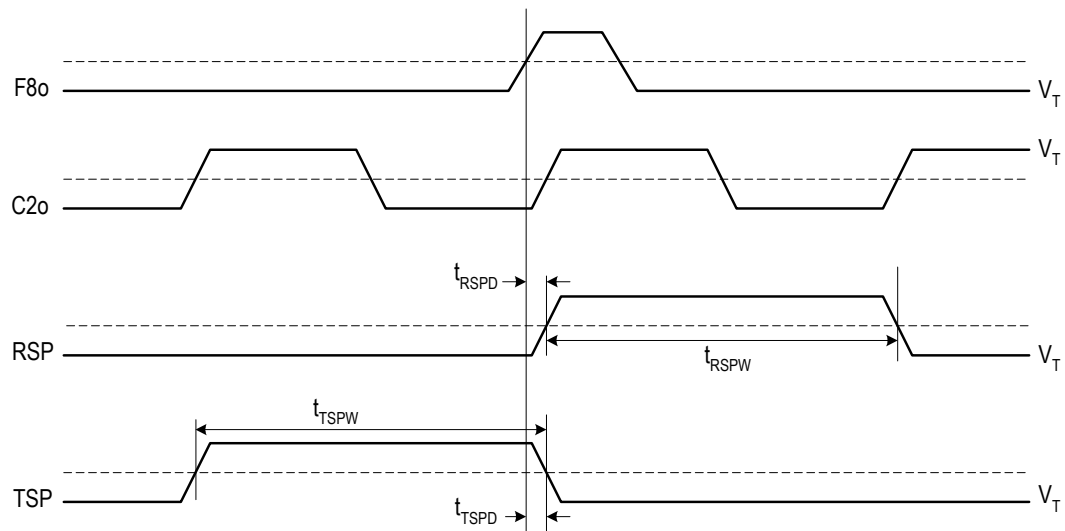 F8o
V_T
V_T
C2o
t_RSPD
RSP
t_RSPW
V_T
t_TSPW
TSP
t_TSPD
V_T